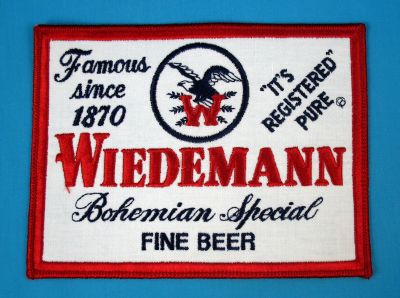 Famous
since
1870
W
"IT'S
REGISTERED"
PURE ©
WIEDEMANN
Bohemian Special
FINE BEER